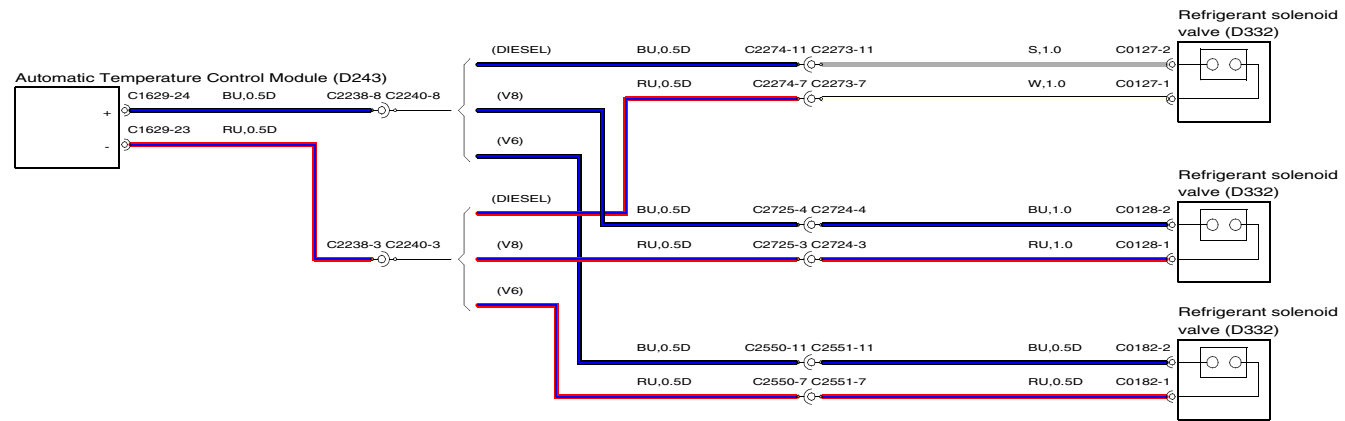 Refrigerant solenoid
valve (D332)
(DIESEL) BU,0.5D C2274-11 C2273-11 S,1.0 C0127-2
Automatic Temperature Control Module (D243)
RU,0.5D C2274-7 C2273-7 W,1.0 C0127-1
C1629-24 BU,0.5D C2238-8 C2240-8 (V8)
+
C1629-23 RU,0.5D
(V6)
-
Refrigerant solenoid
valve (D332)
(DIESEL)
BU,0.5D C2725-4 C2724-4 BU,1.0 C0128-2
C2238-3 C2240-3 (V8) RU,0.5D C2725-3 C2724-3 RU,1.0 C0128-1
(V6)
Refrigerant solenoid
valve (D332)
BU,0.5D C2550-11 C2551-11 BU,0.5D C0182-2
RU,0.5D C2550-7 C2551-7 RU,0.5D C0182-1